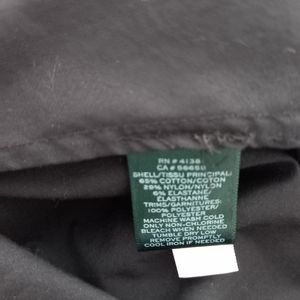 RN # 4138
CA # 56650
SHELL/TISSU PRINCIPAL:
65% COTTON/COTON
29% NYLON/NYLON
6% ELASTANE/
ELASTHANNE
TRIMS/GARNITURES:
100% POLYESTER/
POLYESTER
MACHINE WASH COLD
ONLY NON-CHLORINE
BLEACH WHEN NEEDED
TUMBLE DRY LOW
REMOVE PROMPTLY
COOL IRON IF NEEDED